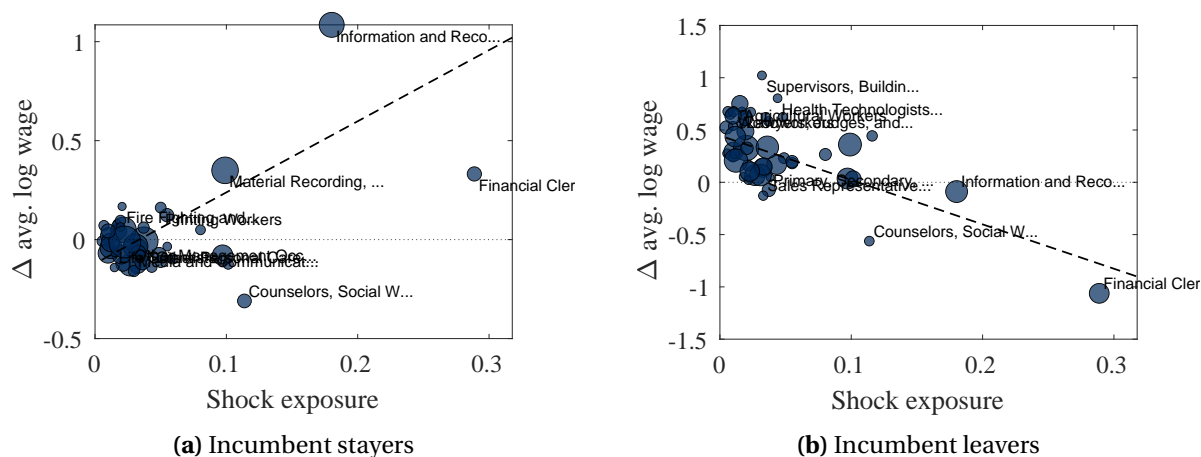 1
0.5
0
-0.5
0
0.1
0.2
0.3
Δ avg. log wage
Shock exposure
Information and Reco...
Material Recording, ...
Financial Cler
Fire Fighting and...
Printing Workers
Media and Communicat...
Counselors, Social W...
(a) Incumbent stayers
1.5
1
0.5
0
-0.5
-1
-1.5
0
0.1
0.2
0.3
Δ avg. log wage
Shock exposure
Supervisors, Buildin...
Health Technologists...
Agricultural Workers
Judges, and...
Primary, Secondary, ...
Sales Representative...
Information and Reco...
Counselors, Social W...
Financial Cler
(b) Incumbent leavers